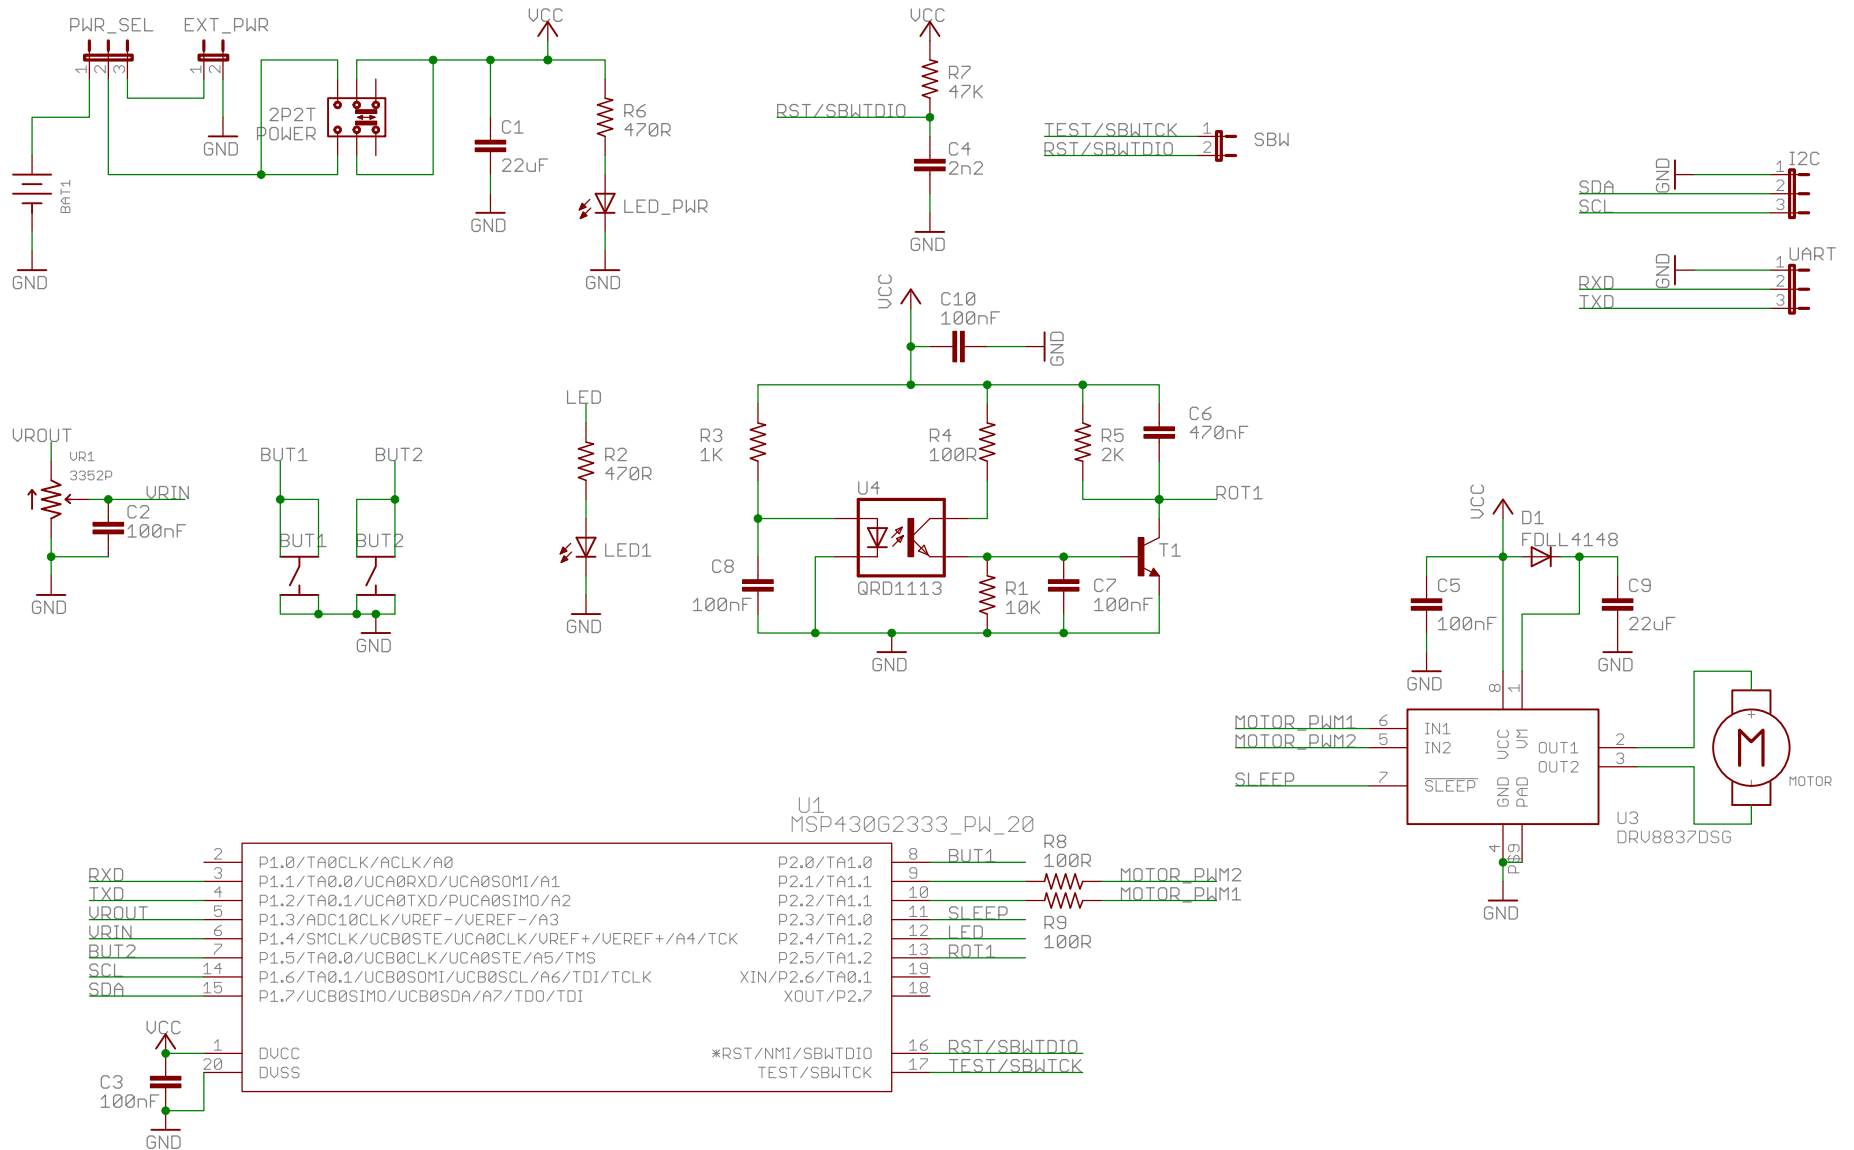 PWR_SEL
1 2 3
EXT_PWR
1 2
GND
BAT1
GND
2P2T
POWER
VCC
C1
22uF
GND
R6
470R
LED_PWR
GND
VCC
R7
47K
RST/SBWTDIO
C4
2n2
GND
TEST/SBWTCK 1
RST/SBWTDIO 2
SBW
I2C
GND 1
SDA 2
SCL 3
UART
GND 1
RXD 2
TXD 3
VROUT
VR1
3352P
VRIN
C2
100nF
GND
BUT1
BUT2
BUT1
BUT2
GND
LED
R2
470R
LED1
GND
VCC
C10
100nF
GND
R3
1K
R4
100R
R5
2K
C6
470nF
ROT1
U4
QRD1113
C8
100nF
R1
10K
C7
100nF
T1
GND
VCC
D1
FDLL4148
C5
100nF
GND
C9
22uF
GND
8 1
MOTOR_PWM1 6 IN1
MOTOR_PWM2 5 IN2
SLEEP 7 SLEEP
VCC VM
GND PAD
OUT1 2
OUT2 3
4
GND
U3
DRV8837DSG
+
M
-
MOTOR
U1
MSP430G2333_PW_20
2 P1.0/TA0CLK/ACLK/A0
RXD 3 P1.1/TA0.0/UCA0RXD/UCA0SOMI/A1
TXD 4 P1.2/TA0.1/UCA0TXD/PUCA0SIMO/A2
VROUT 5 P1.3/ADC10CLK/VREF-/VEREF-/A3
VRIN 6 P1.4/SMCLK/UCB0STE/UCA0CLK/VREF+/VEREF+/A4/TCK
BUT2 7 P1.5/TA0.0/UCB0CLK/UCA0STE/A5/TMS
SCL 14 P1.6/TA0.1/UCB0SOMI/UCB0SCL/A6/TDI/TCLK
SDA 15 P1.7/UCB0SIMO/UCB0SDA/A7/TDO/TDI
P2.0/TA1.0 8 BUT1
P2.1/TA1.1 9
P2.2/TA1.1 10
P2.3/TA1.0 11 SLEEP
P2.4/TA1.2 12 LED
P2.5/TA1.2 13 ROT1
XIN/P2.6/TA0.1 19
XOUT/P2.7 18
R8
100R
MOTOR_PWM2
MOTOR_PWM1
R9
100R
VCC
1 DVCC
20 DVSS
C3
100nF
GND
*RST/NMI/SBWTDIO 16 RST/SBWTDIO
TEST/SBWTCK 17 TEST/SBWTCK